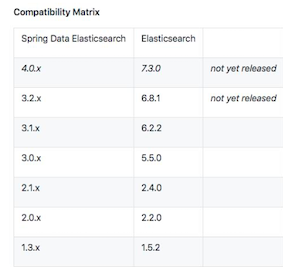 Compatibility Matrix
Spring Data Elasticsearch Elasticsearch
4.0.x 7.3.0 not yet released
3.2.x 6.8.1 not yet released
3.1.x 6.2.2
3.0.x 5.5.0
2.1.x 2.4.0
2.0.x 2.2.0
1.3.x 1.5.2